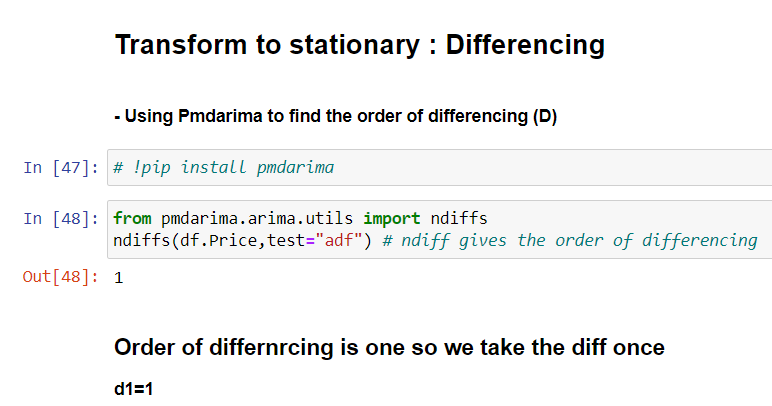 Transform to stationary : Differencing
- Using Pmdarima to find the order of differencing (D)
In [47]: # !pip install pmdarima
In [48]: from pmdarima.arima.utils import ndiffs
ndiffs(df.Price,test="adf") # ndiff gives the order of differencing
Out[48]: 1
Order of differnrcing is one so we take the diff once
d1=1